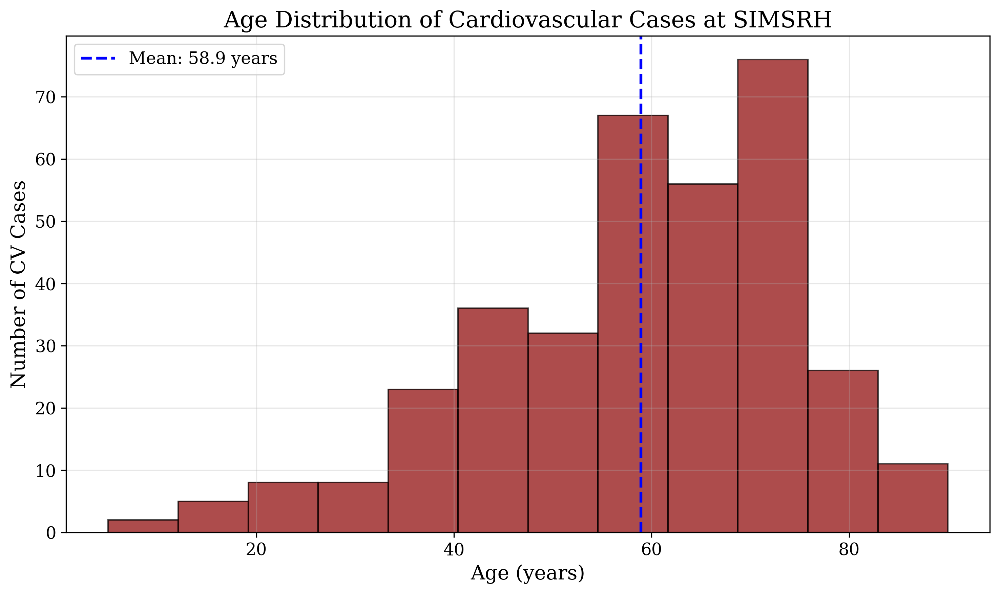 Age Distribution of Cardiovascular Cases at SIMSRH
Mean: 58.9 years
Number of CV Cases
70
60
50
40
30
20
10
0
20 40 60 80
Age (years)